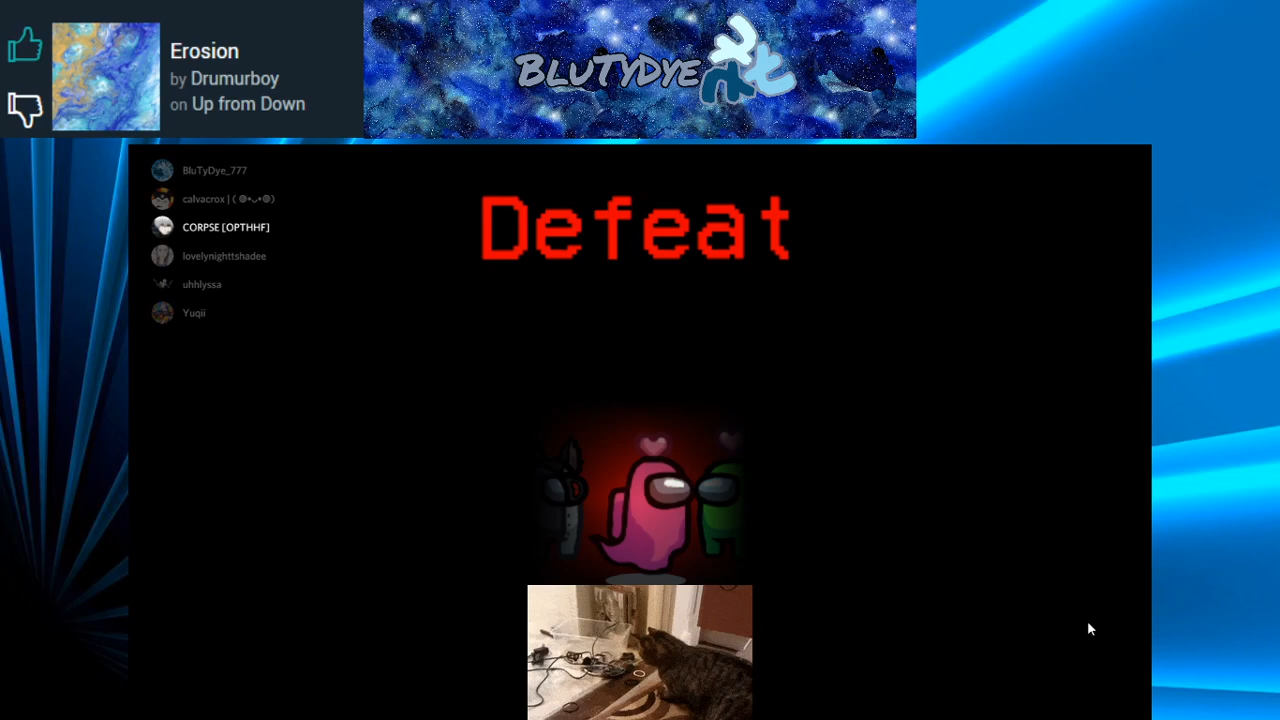 Erosion
by Drumurboy
on Up from Down
BLUTYDYE
BluTyDye_777
calvacrox | ( ⊚•ᴗ•⊚)
CORPSE [OPTHHF]
lovelynighttshadee
uhhlyssa
Yuqii
Defeat